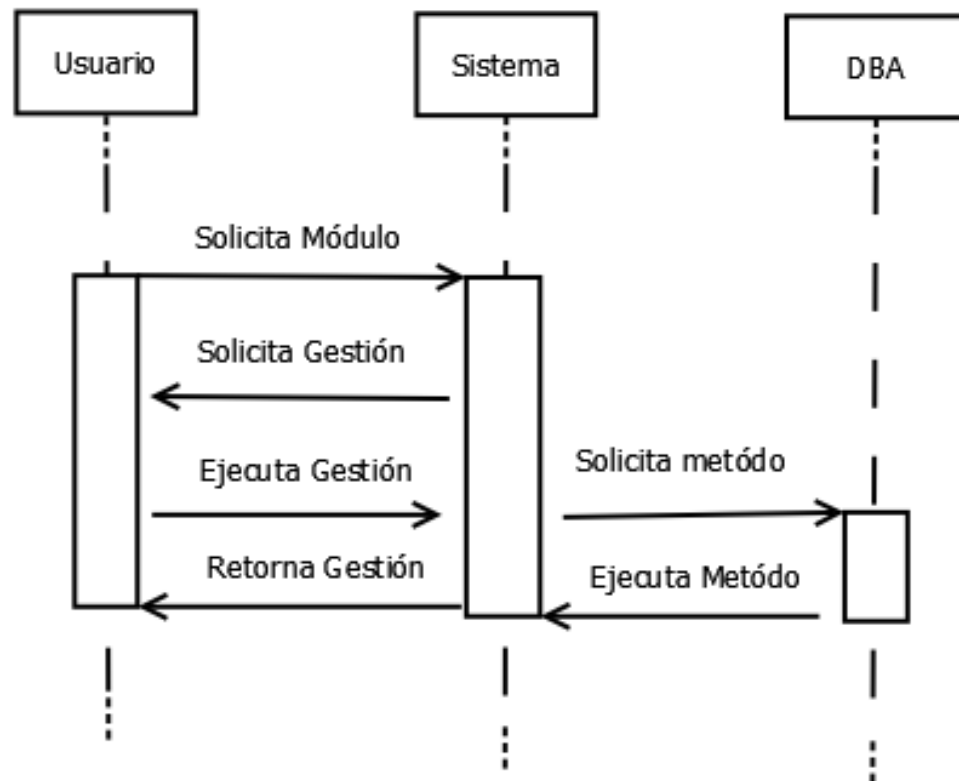 Usuario
Sistema
DBA
Solicita Módulo
Solicita Gestión
Ejecuta Gestión
Solicita metódo
Retorna Gestión
Ejecuta Metódo